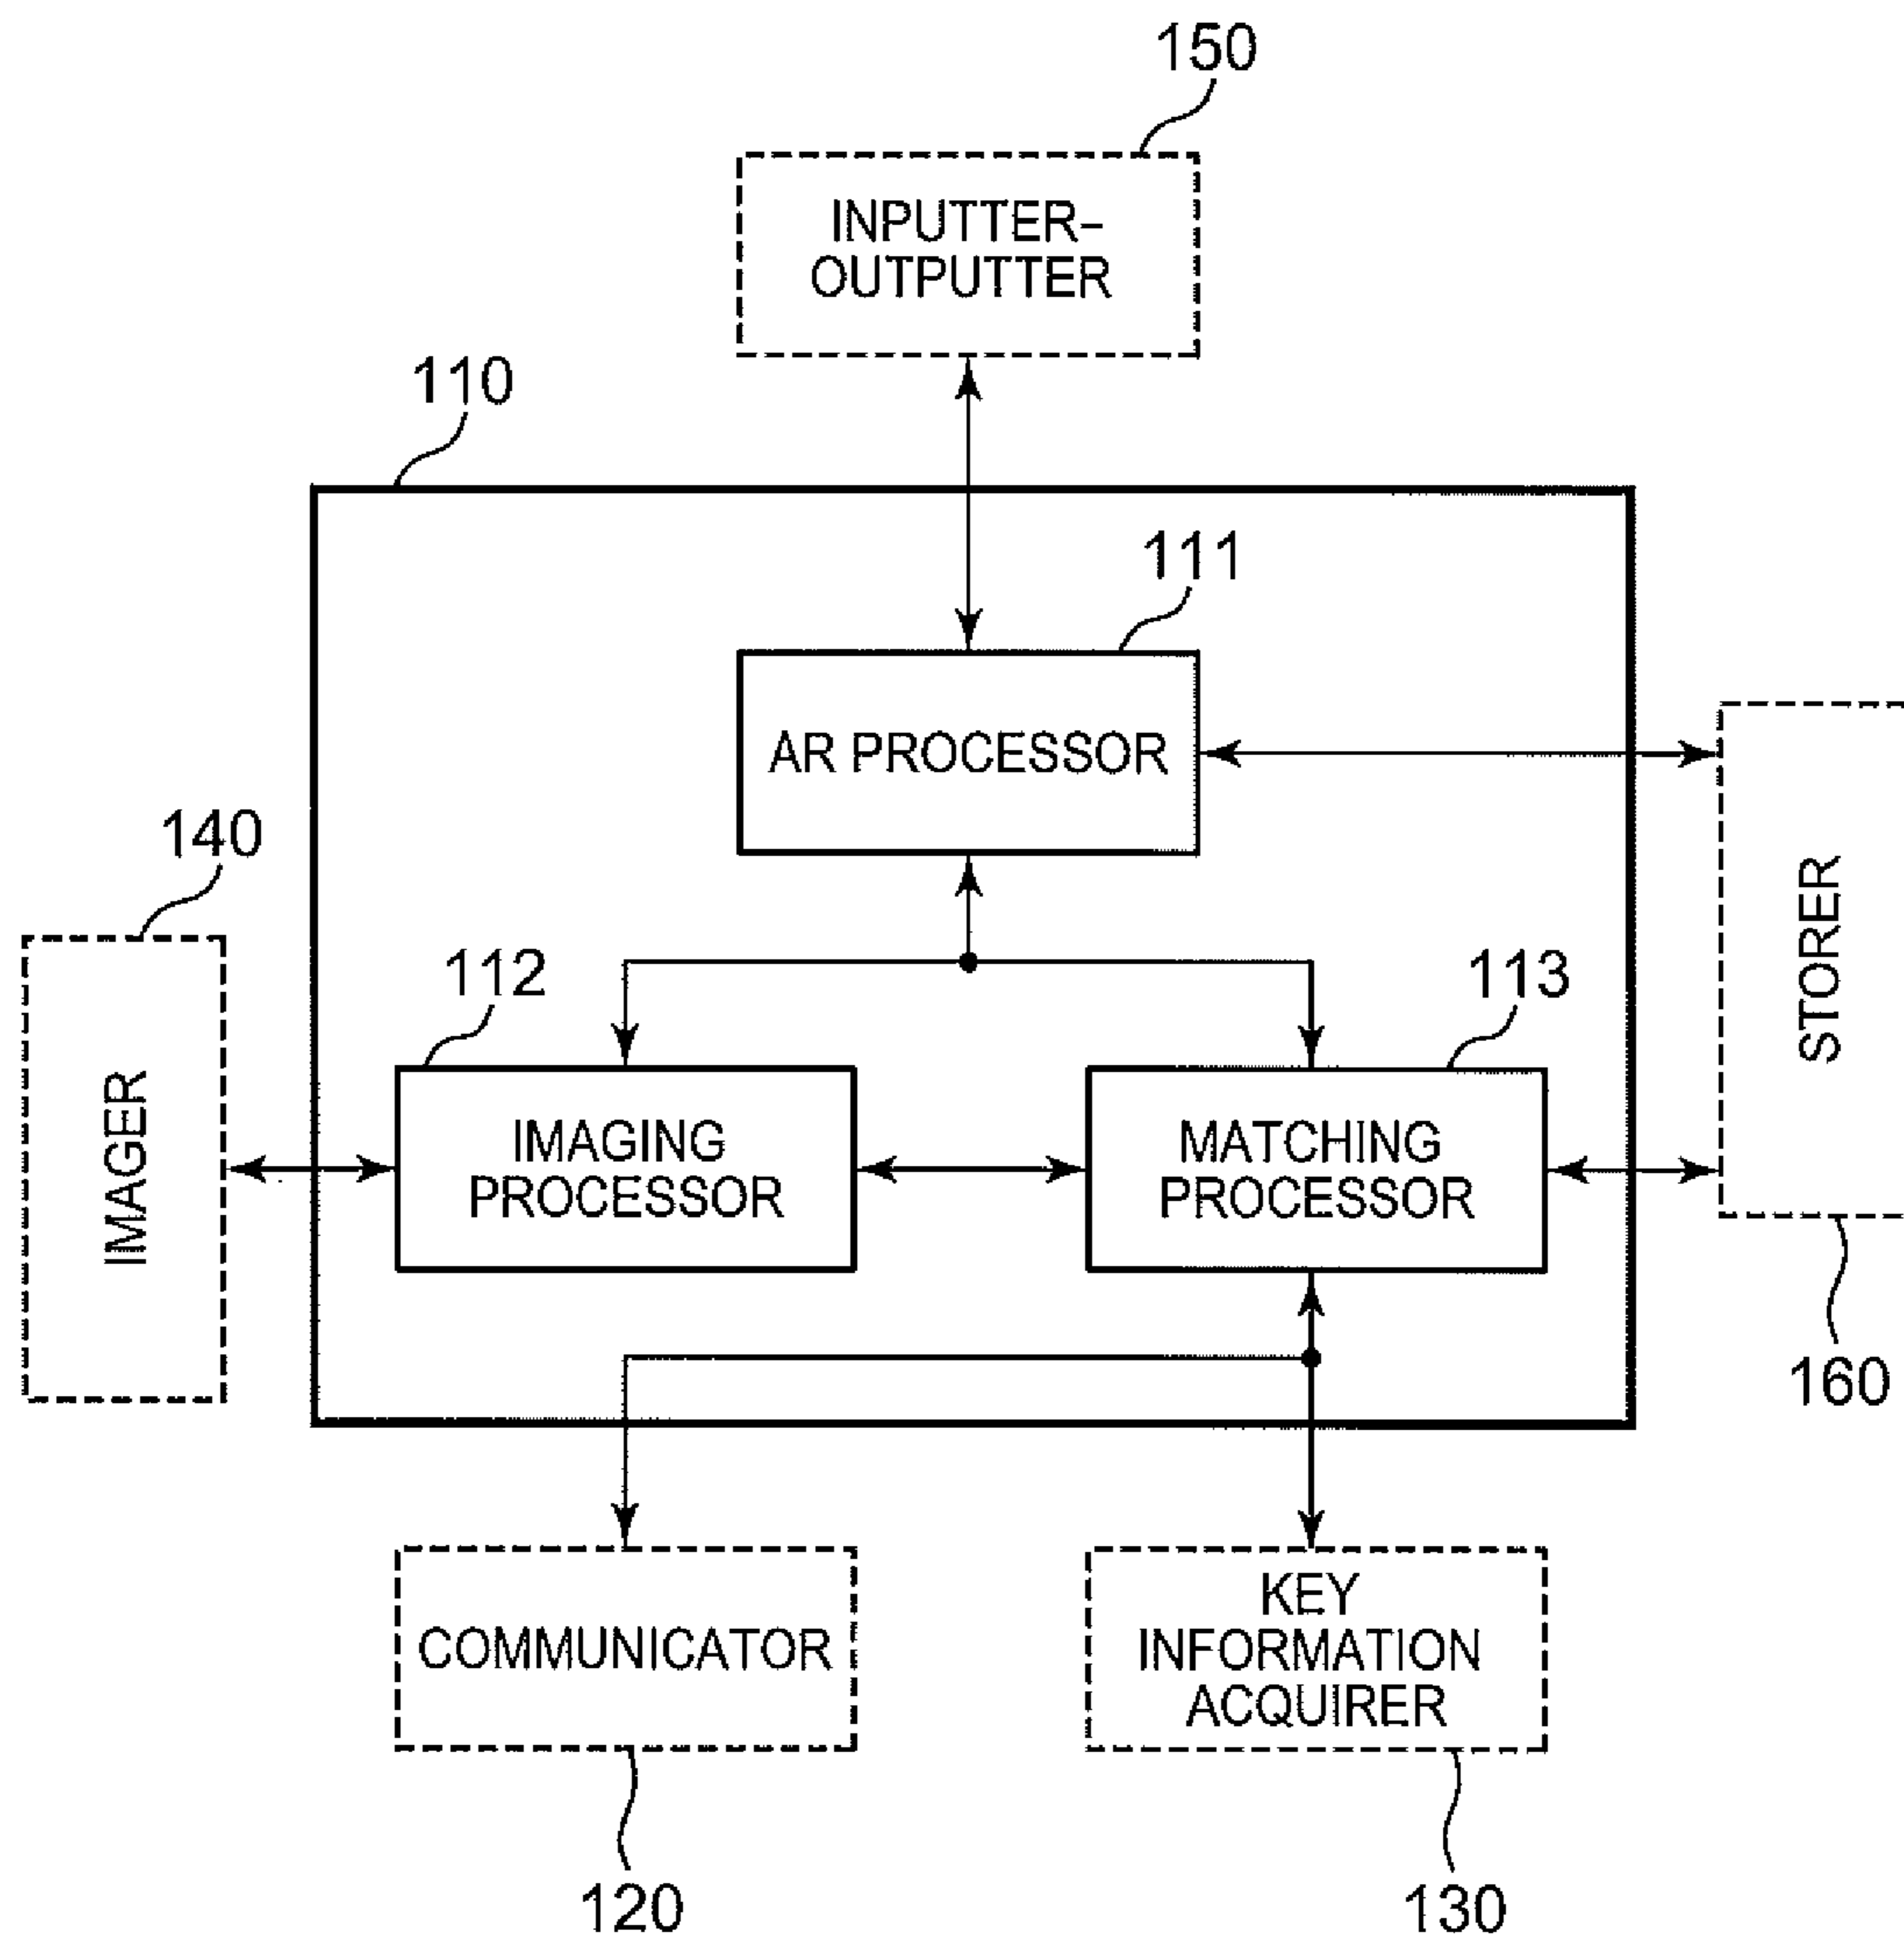 150
INPUTTER–
OUTPUTTER
110
111
AR PROCESSOR
140
IMAGER
112
IMAGING
PROCESSOR
113
MATCHING
PROCESSOR
STORER
160
COMMUNICATOR
120
KEY
INFORMATION
ACQUIRER
130